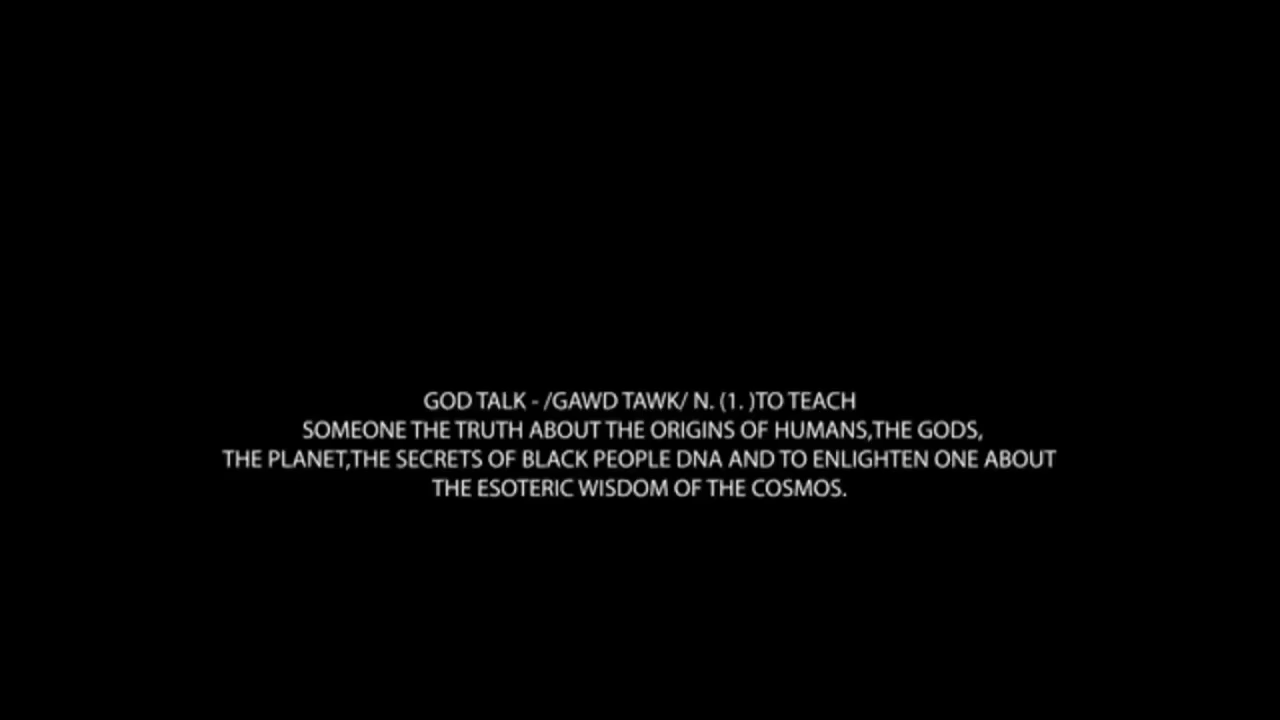 GOD TALK - /GAWD TAWK/ N. (1. )TO TEACH
SOMEONE THE TRUTH ABOUT THE ORIGINS OF HUMANS,THE GODS,
THE PLANET,THE SECRETS OF BLACK PEOPLE DNA AND TO ENLIGHTEN ONE ABOUT
THE ESOTERIC WISDOM OF THE COSMOS.